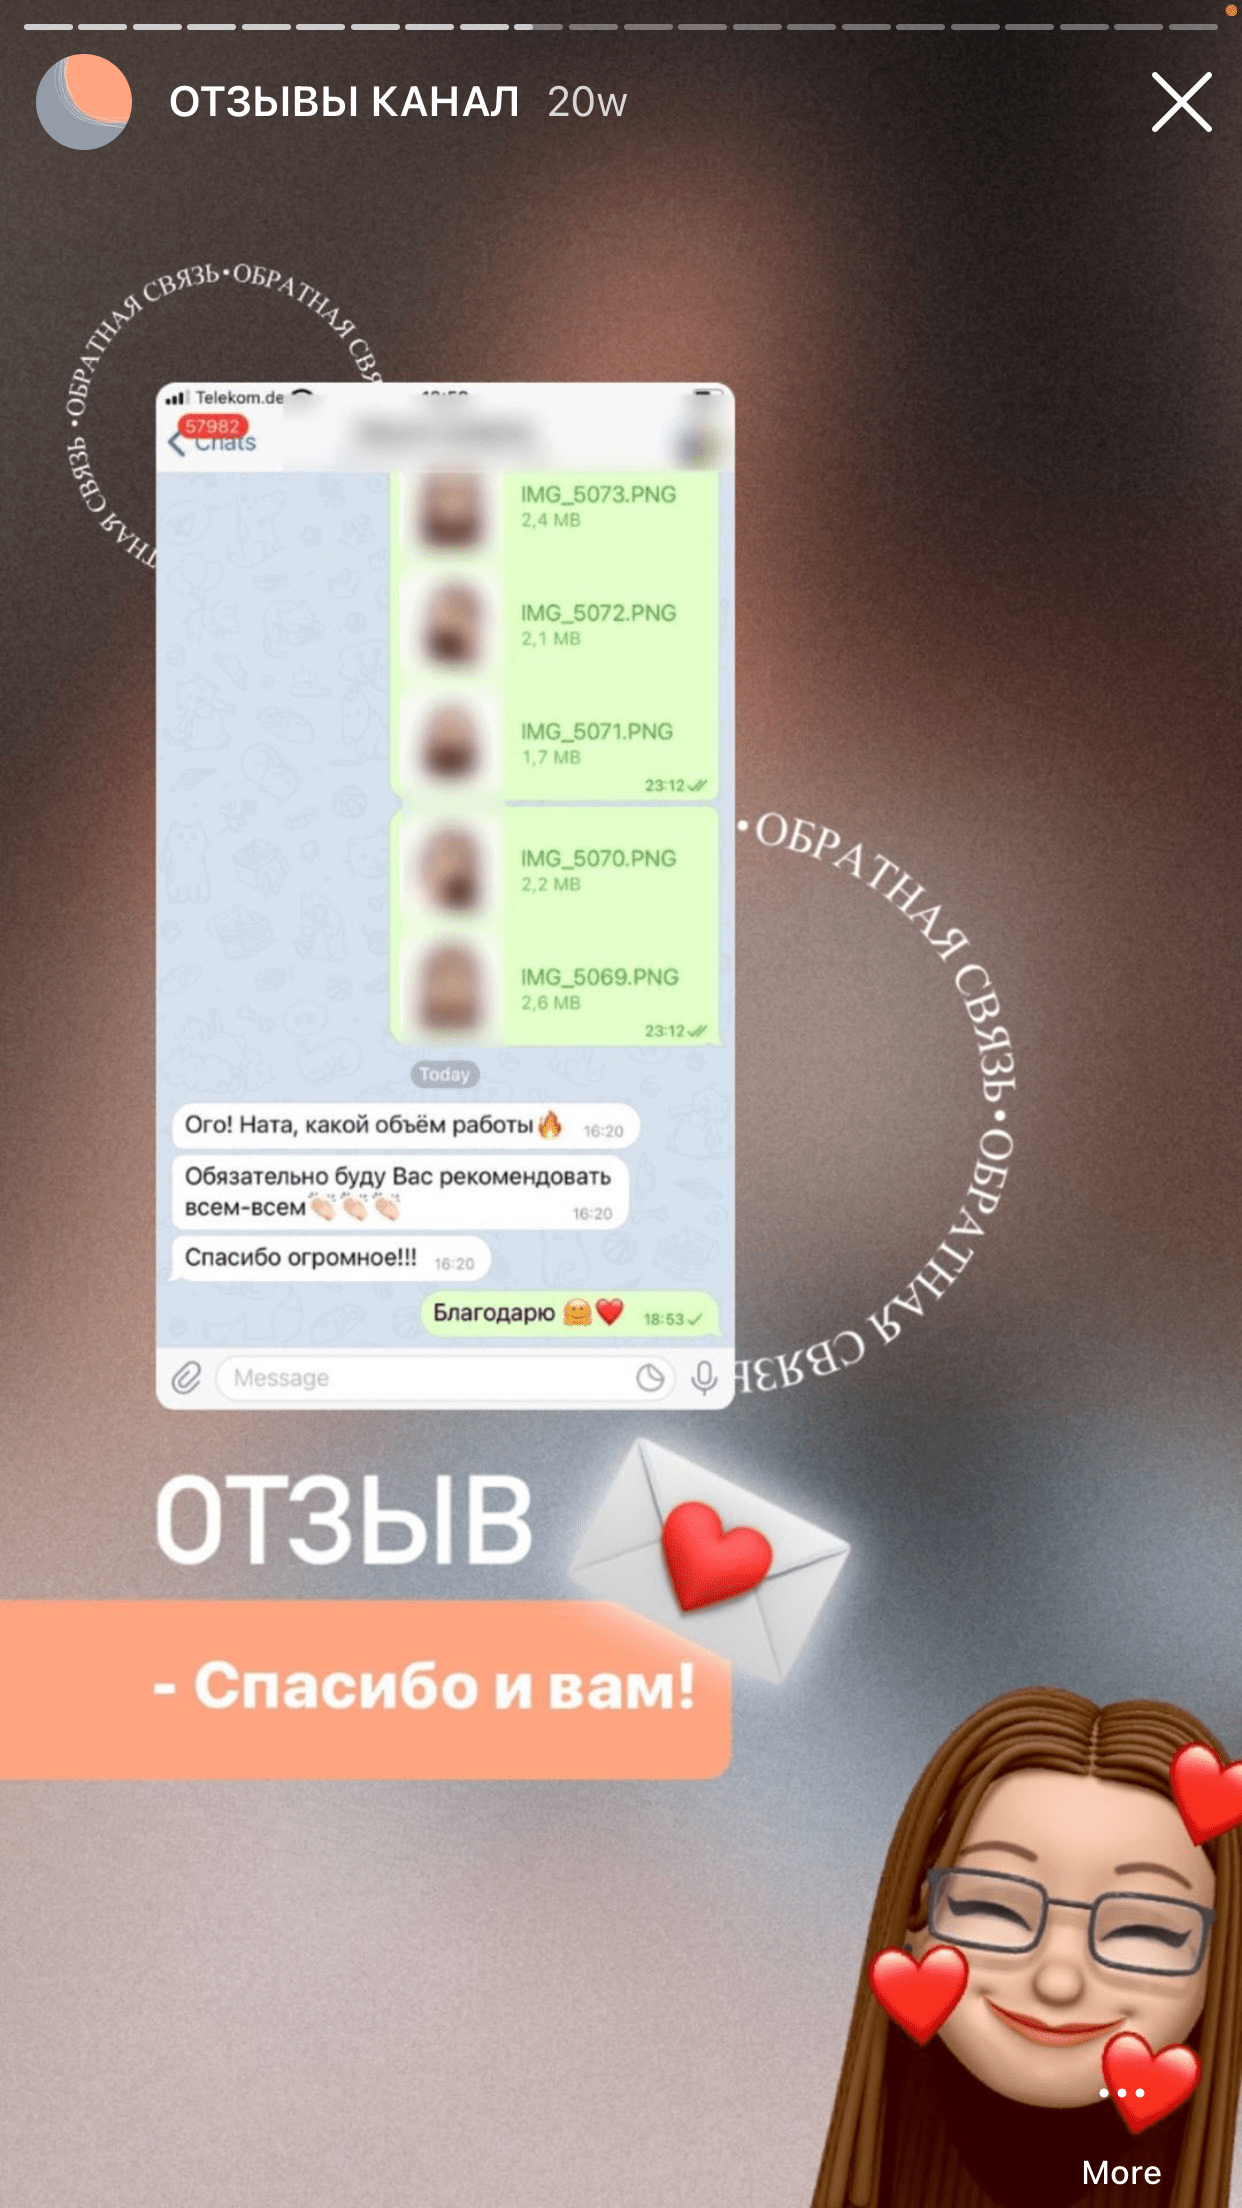 ОТЗЫВЫ КАНАЛ 20w
•ОБРАТНАЯ СВЯЗЬ•ОБРАТНАЯ СВЯ
ТНАЯ СВЯЗЬ
Telekom.de
57982
Chats
IMG_5073.PNG
2,4 MB
IMG_5072.PNG
2,1 MB
IMG_5071.PNG
1,7 MB
23:12
IMG_5070.PNG
2,2 MB
IMG_5069.PNG
2,6 MB
23:12
Today
Ого! Ната, какой объём работы🔥 16:20
Обязательно буду Вас рекомендовать
всем-всем👏🏻👏🏻👏🏻 16:20
Спасибо огромное!!! 16:20
Благодарю 🤗❤️ 18:53
Message
•ОБРАТНАЯ СВЯЗЬ•ОБРАТНАЯ СВЯЗЬ
ОТЗЫВ
- Спасибо и вам!
More